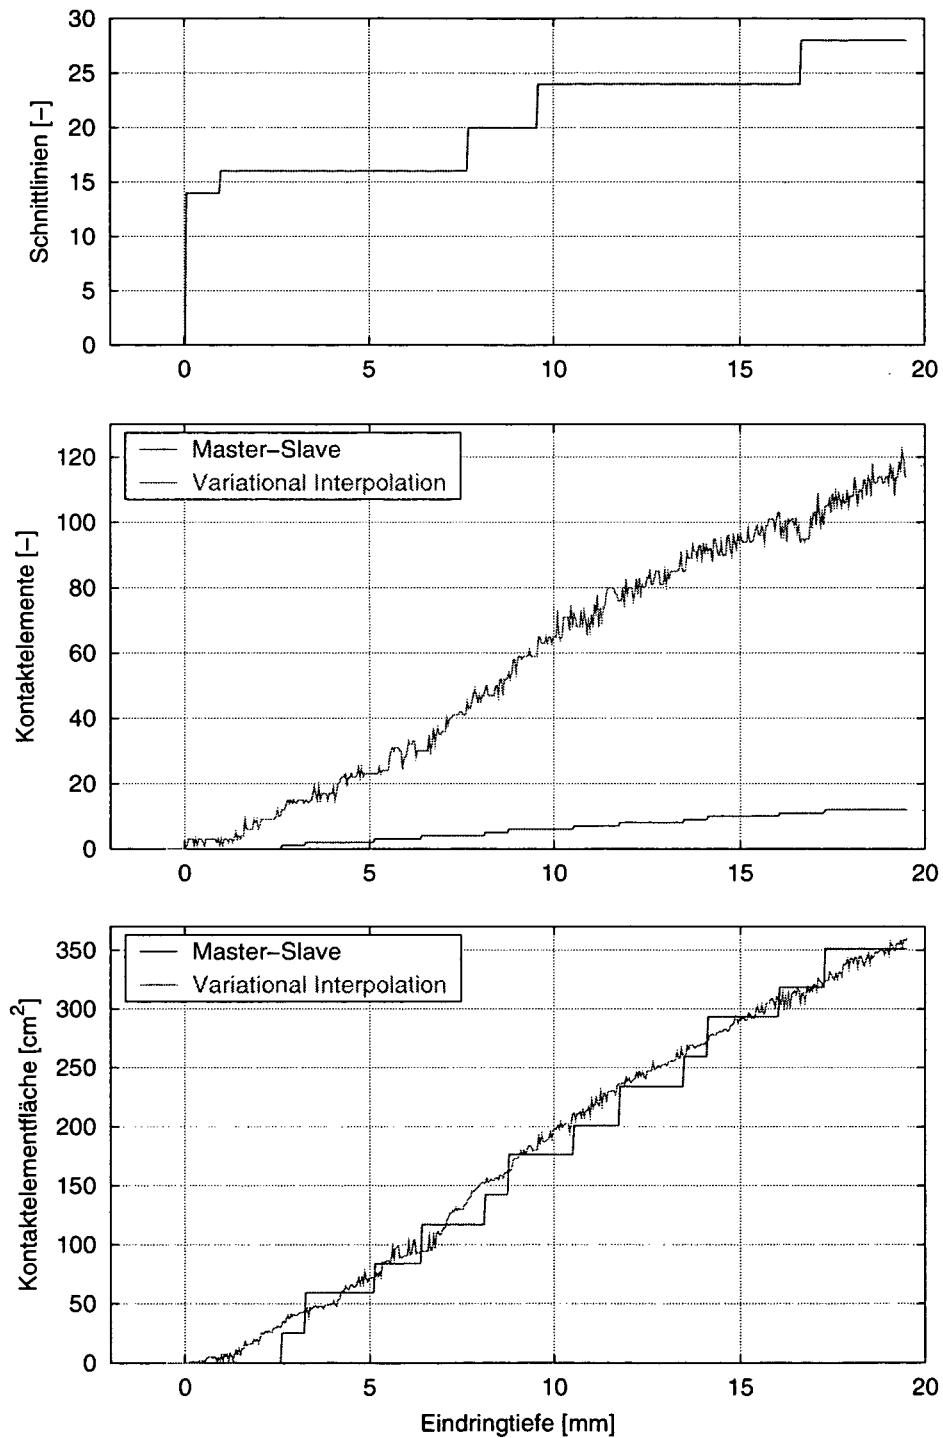 30
25
20
15
10
5
0
Schnittlinien [−]
0 5 10 15 20
Master−Slave
Variational Interpolation
120
100
80
60
40
20
0
Kontaktelemente [−]
0 5 10 15 20
Master−Slave
Variational Interpolation
350
300
250
200
150
100
50
0
Kontaktelementfläche [cm²]
0 5 10 15 20
Eindringtiefe [mm]